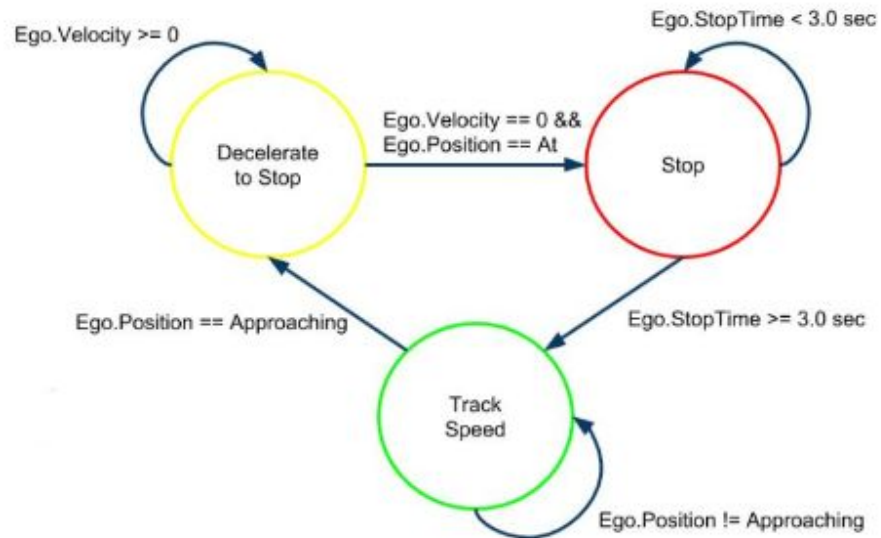 Ego.Velocity >= 0
Ego.StopTime < 3.0 sec
Ego.Velocity == 0 &&
Ego.Position == At
Decelerate
to Stop
Stop
Ego.Position == Approaching
Ego.StopTime >= 3.0 sec
Track
Speed
Ego.Position != Approaching